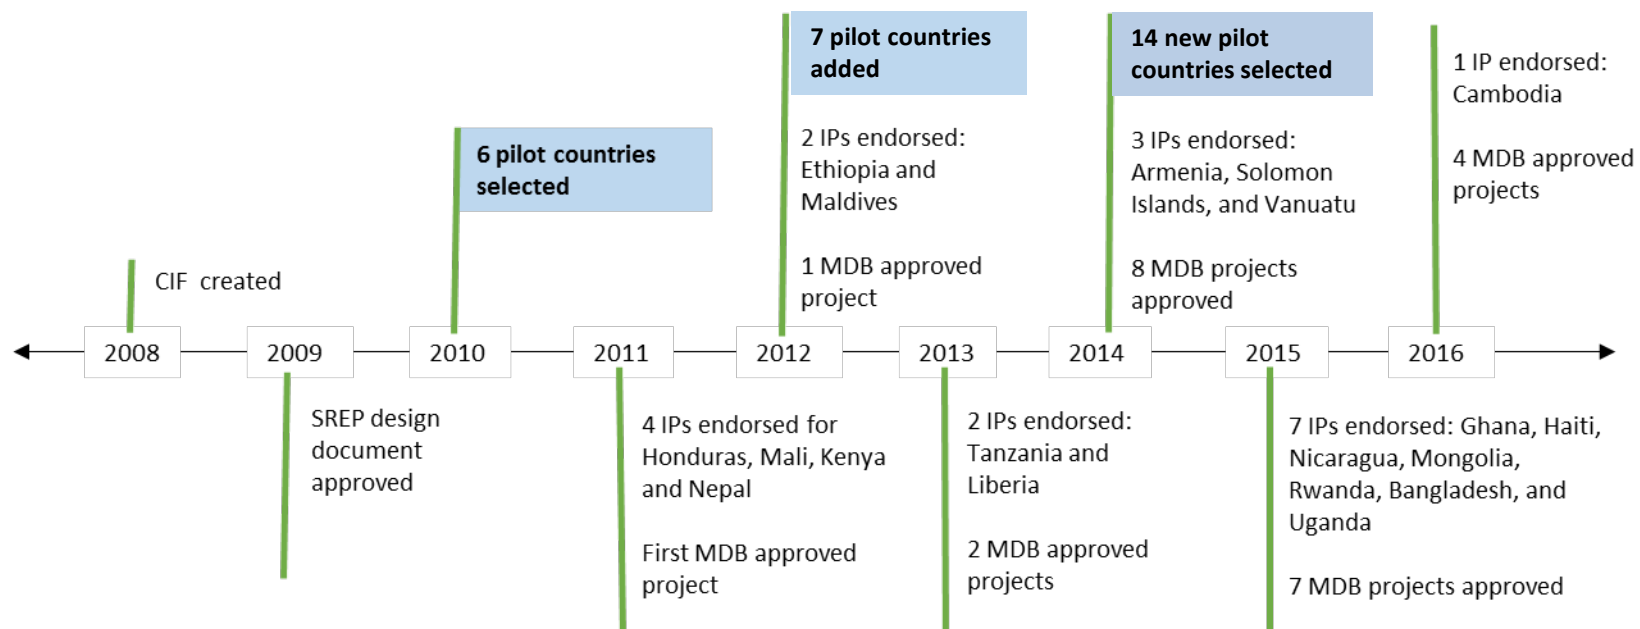 CIF created
2008
2009
SREP design
document
approved
6 pilot countries
selected
2010
2011
4 IPs endorsed for
Honduras, Mali, Kenya
and Nepal
First MDB approved
project
7 pilot countries
added
2 IPs endorsed:
Ethiopia and
Maldives
1 MDB approved
project
2012
2013
2 IPs endorsed:
Tanzania and
Liberia
2 MDB approved
projects
14 new pilot
countries selected
3 IPs endorsed:
Armenia, Solomon
Islands, and Vanuatu
8 MDB projects
approved
2014
2015
7 IPs endorsed: Ghana, Haiti,
Nicaragua, Mongolia,
Rwanda, Bangladesh, and
Uganda
7 MDB projects approved
1 IP endorsed:
Cambodia
4 MDB approved
projects
2016